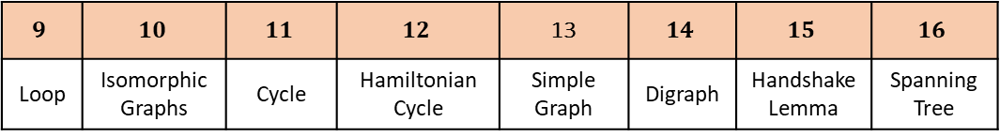 9 10 11 12 13 14 15 16
Loop Isomorphic Graphs Cycle Hamiltonian Cycle Simple Graph Digraph Handshake Lemma Spanning Tree